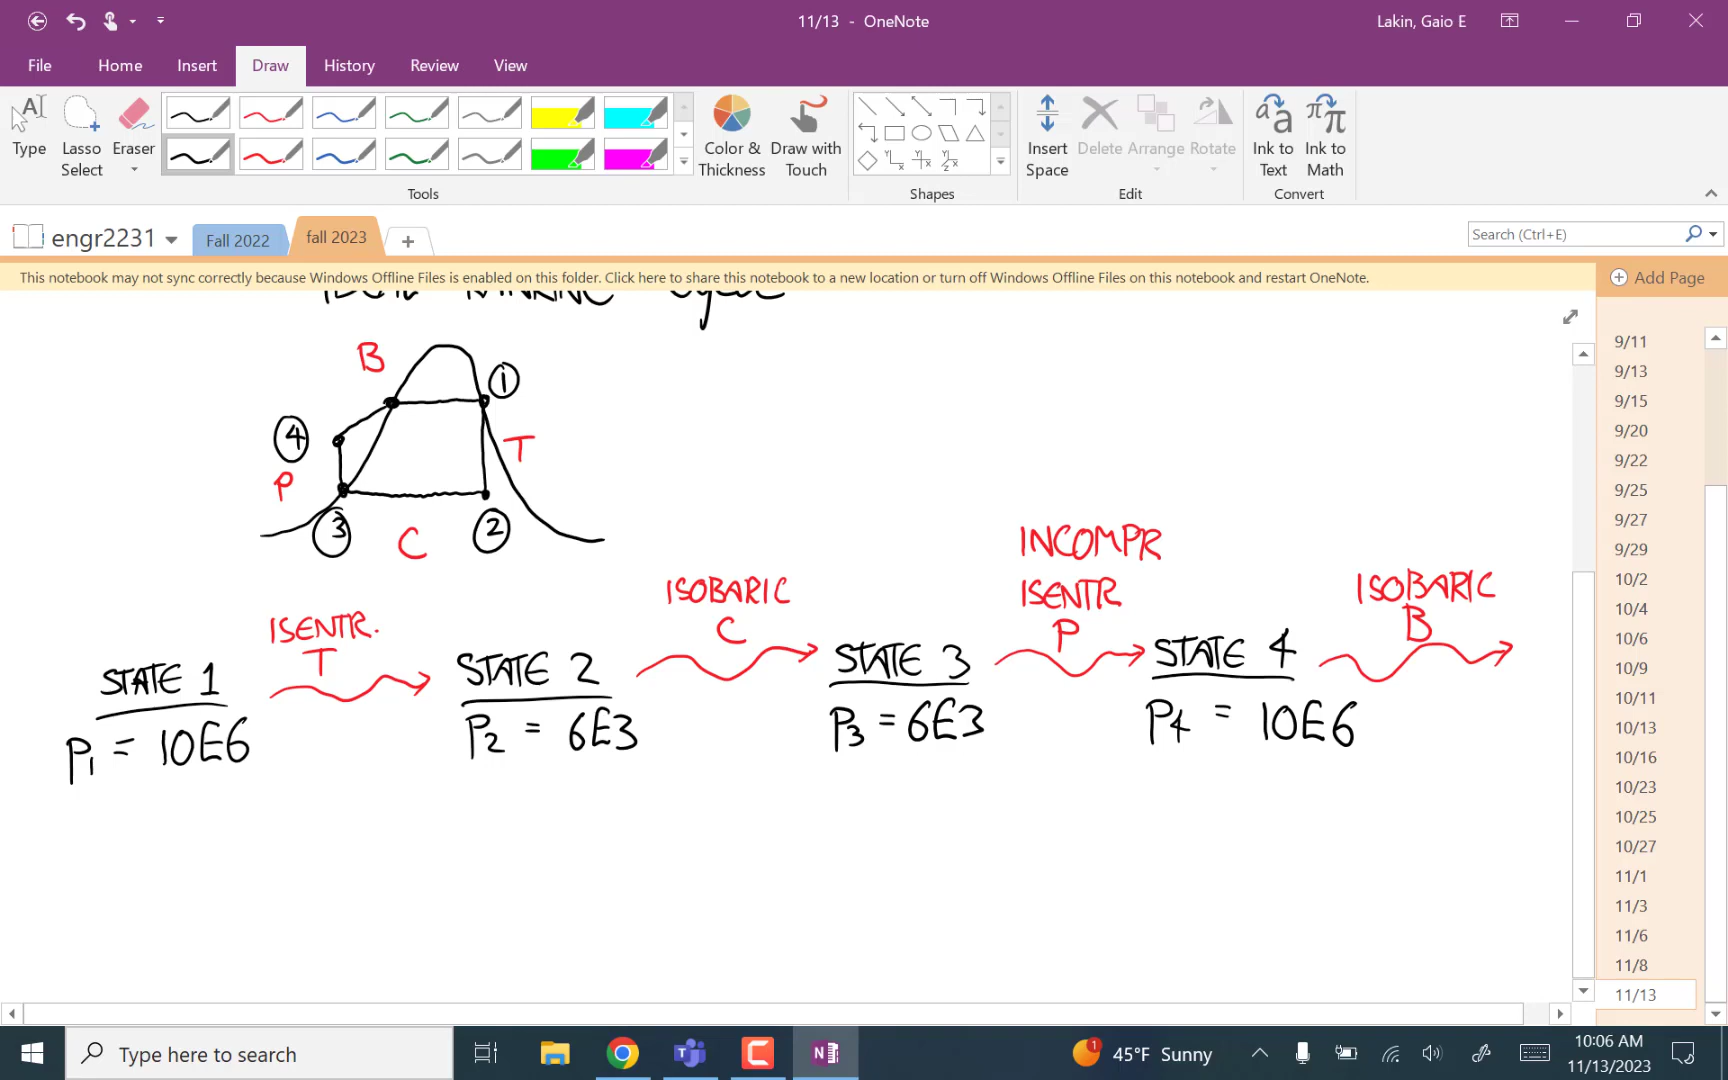 11/13 - OneNote
Lakin, Gaio E
File Home Insert Draw History Review View
Type
Lasso Select
Eraser
Color & Thickness
Draw with Touch
Insert Space
Delete Arrange Rotate
Ink to Text
Ink to Math
Tools Shapes Edit Convert
engr2231 Fall 2022 fall 2023
Search (Ctrl+E)
This notebook may not sync correctly because Windows Offline Files is enabled on this folder. Click here to share this notebook to a new location or turn off Windows Offline Files on this notebook and restart OneNote.
Add Page
B
1
4
T
P
3
C
2
ISENTR.
T
ISOBARIC
C
INCOMPR
ISENTR
P
ISOBARIC
B
STATE 1
P1 = 10E6
STATE 2
P2 = 6E3
STATE 3
P3 = 6E3
STATE 4
P4 = 10E6
9/11
9/13
9/15
9/20
9/22
9/25
9/27
9/29
10/2
10/4
10/6
10/9
10/11
10/13
10/16
10/23
10/25
10/27
11/1
11/3
11/6
11/8
11/13
Type here to search
45°F Sunny
10:06 AM
11/13/2023